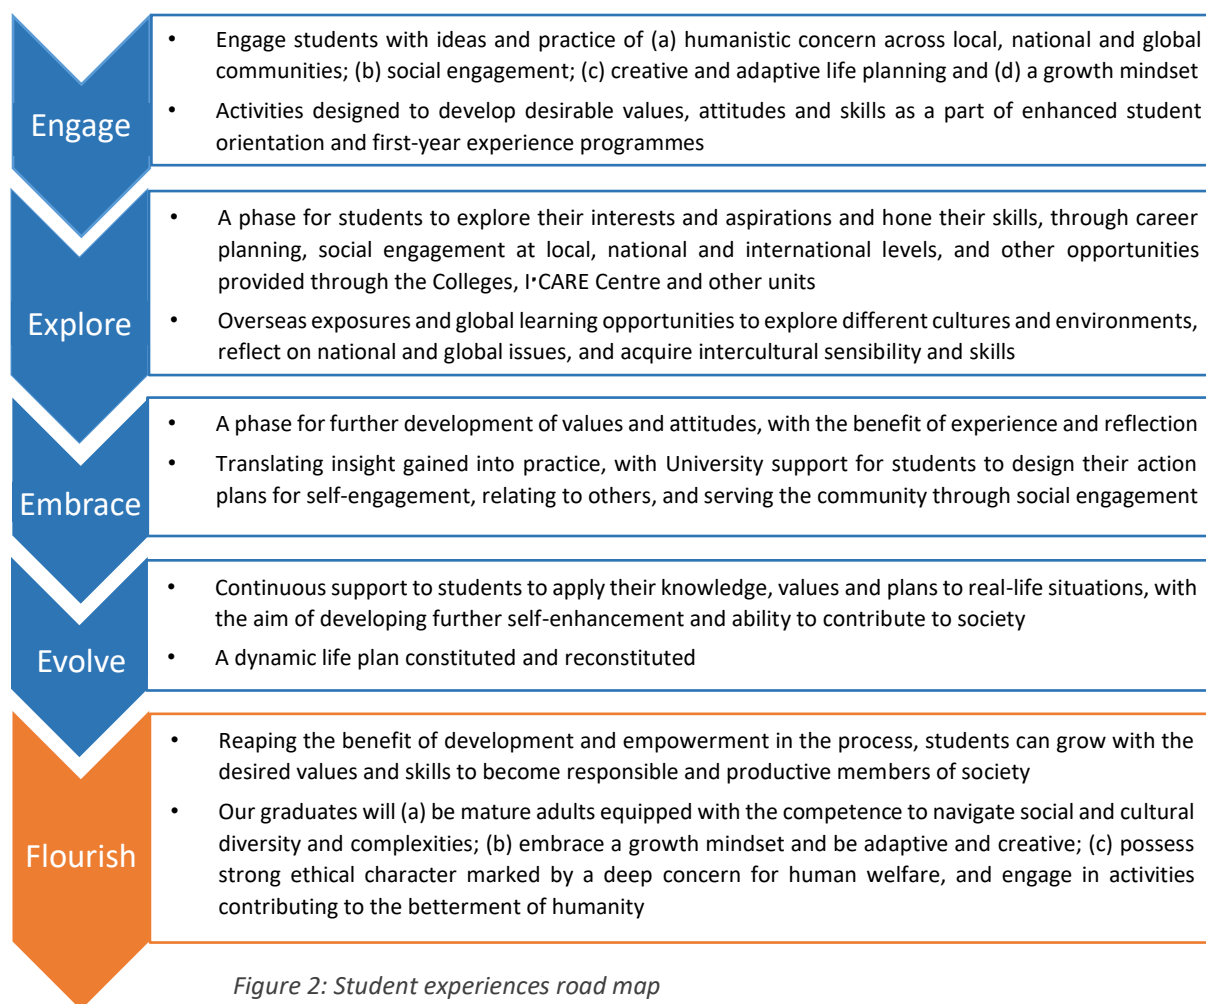 Engage
• Engage students with ideas and practice of (a) humanistic concern across local, national and global
communities; (b) social engagement; (c) creative and adaptive life planning and (d) a growth mindset
• Activities designed to develop desirable values, attitudes and skills as a part of enhanced student
orientation and first-year experience programmes
Explore
• A phase for students to explore their interests and aspirations and hone their skills, through career
planning, social engagement at local, national and international levels, and other opportunities
provided through the Colleges, I·CARE Centre and other units
• Overseas exposures and global learning opportunities to explore different cultures and environments,
reflect on national and global issues, and acquire intercultural sensibility and skills
Embrace
• A phase for further development of values and attitudes, with the benefit of experience and reflection
• Translating insight gained into practice, with University support for students to design their action
plans for self-engagement, relating to others, and serving the community through social engagement
Evolve
• Continuous support to students to apply their knowledge, values and plans to real-life situations, with
the aim of developing further self-enhancement and ability to contribute to society
• A dynamic life plan constituted and reconstituted
Flourish
• Reaping the benefit of development and empowerment in the process, students can grow with the
desired values and skills to become responsible and productive members of society
• Our graduates will (a) be mature adults equipped with the competence to navigate social and cultural
diversity and complexities; (b) embrace a growth mindset and be adaptive and creative; (c) possess
strong ethical character marked by a deep concern for human welfare, and engage in activities
contributing to the betterment of humanity
Figure 2: Student experiences road map